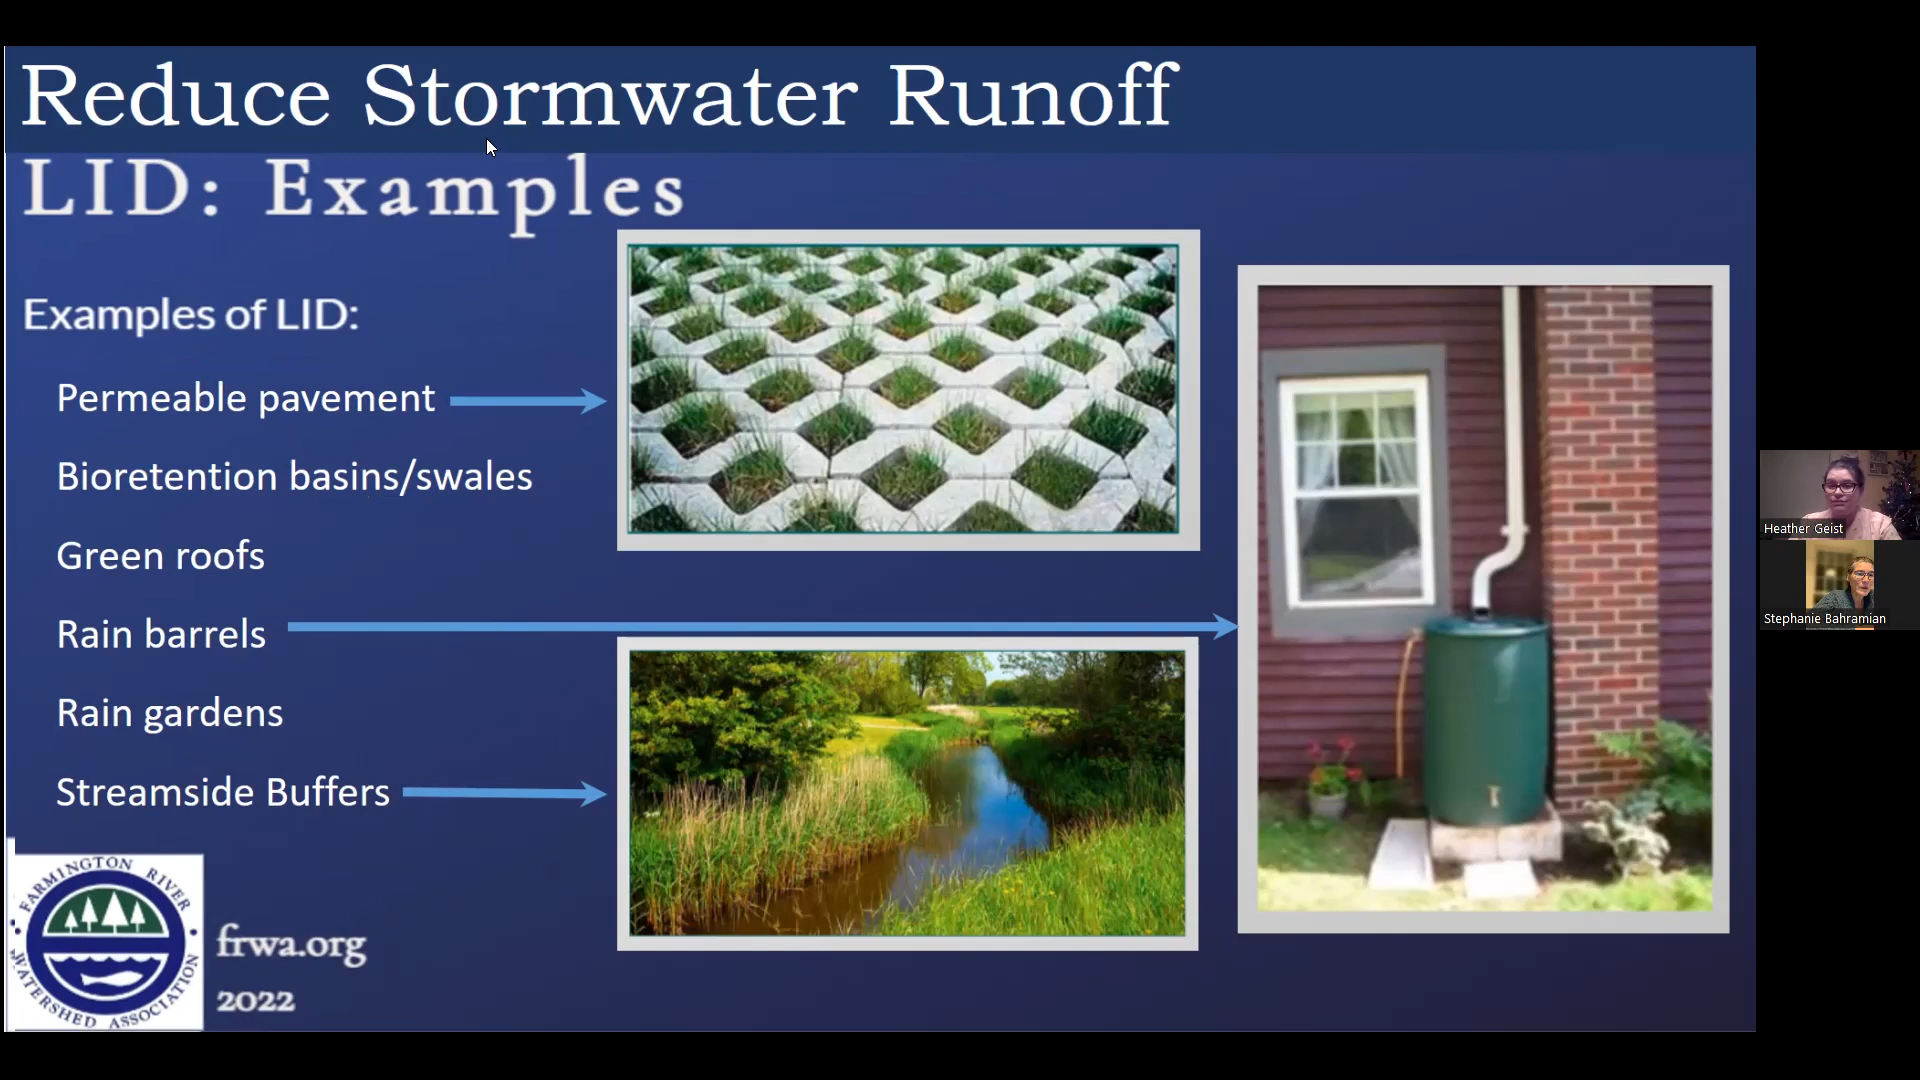 Reduce Stormwater Runoff
LID: Examples
Examples of LID:
Permeable pavement
Bioretention basins/swales
Green roofs
Rain barrels
Rain gardens
Streamside Buffers
FARMINGTON RIVER
WATERSHED ASSOCIATION
frwa.org
2022
Heather Geist
Stephanie Bahramian